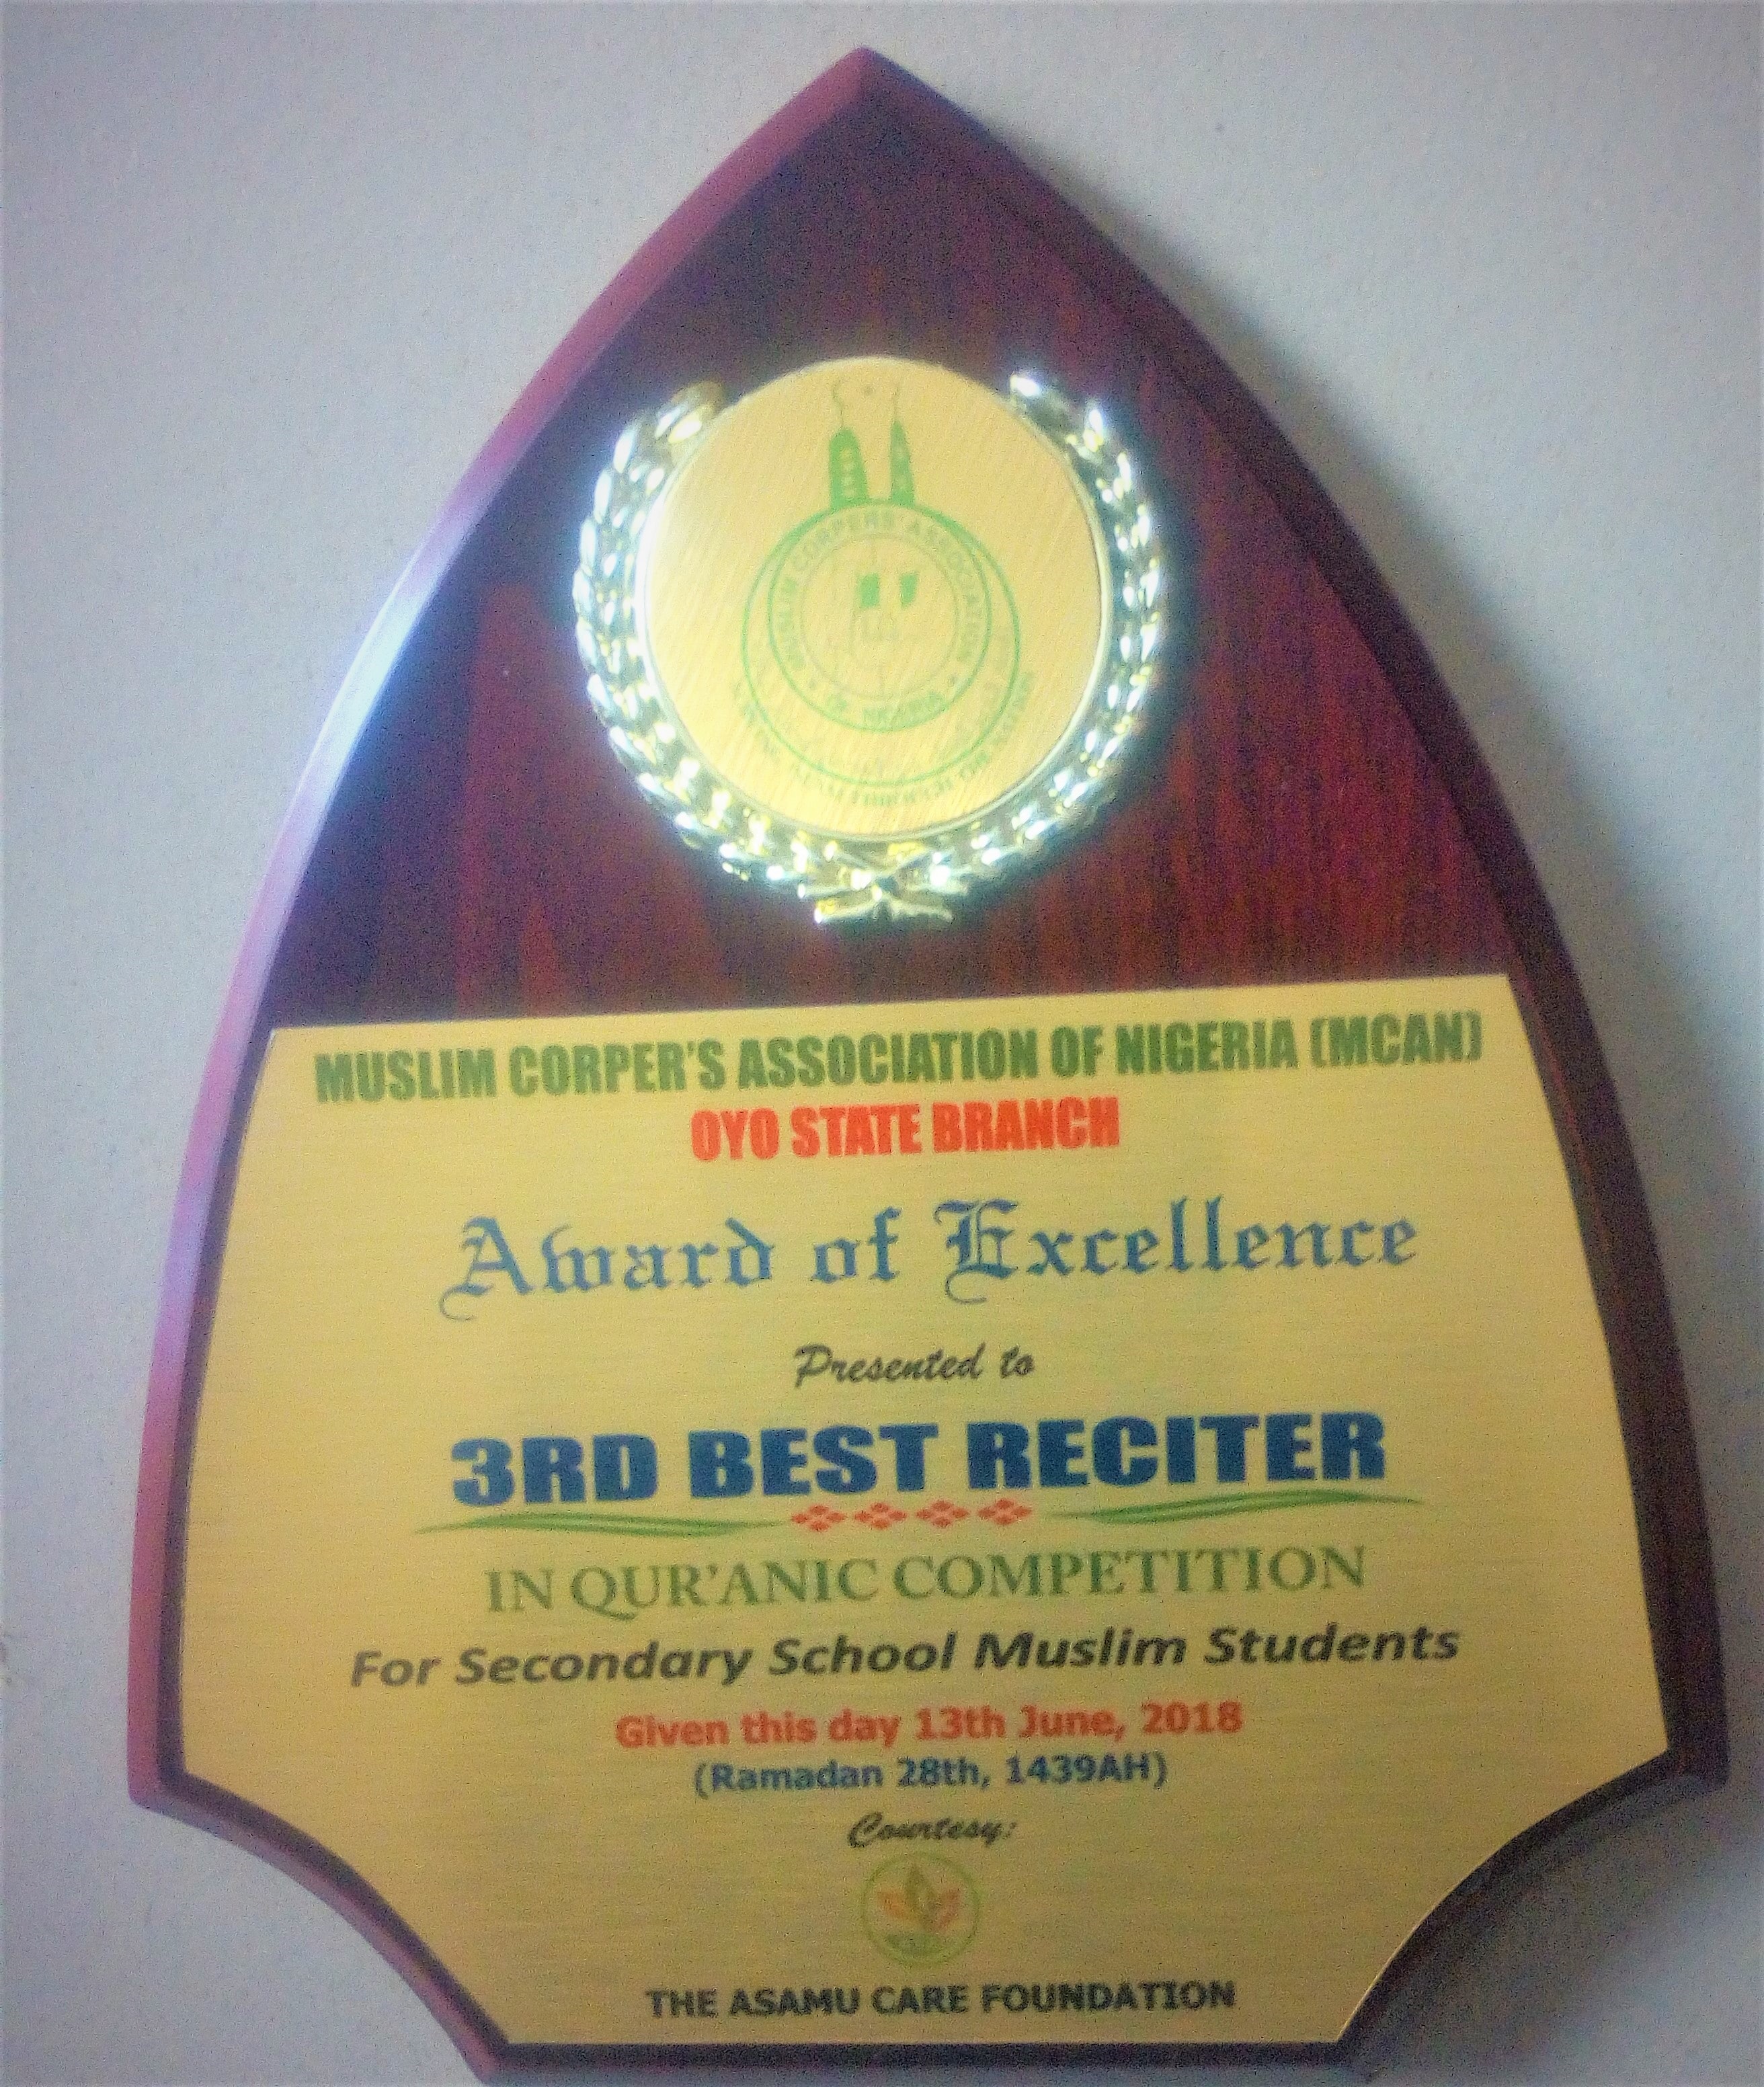 MUSLIM CORPERS' ASSOCIATION
OF NIGERIA
MUSLIM CORPER'S ASSOCIATION OF NIGERIA (MCAN)
OYO STATE BRANCH
Award of Excellence
Presented to
3RD BEST RECITER
IN QUR'ANIC COMPETITION
For Secondary School Muslim Students
Given this day 13th June, 2018
(Ramadan 28th, 1439AH)
Courtesy:
THE ASAMU CARE FOUNDATION